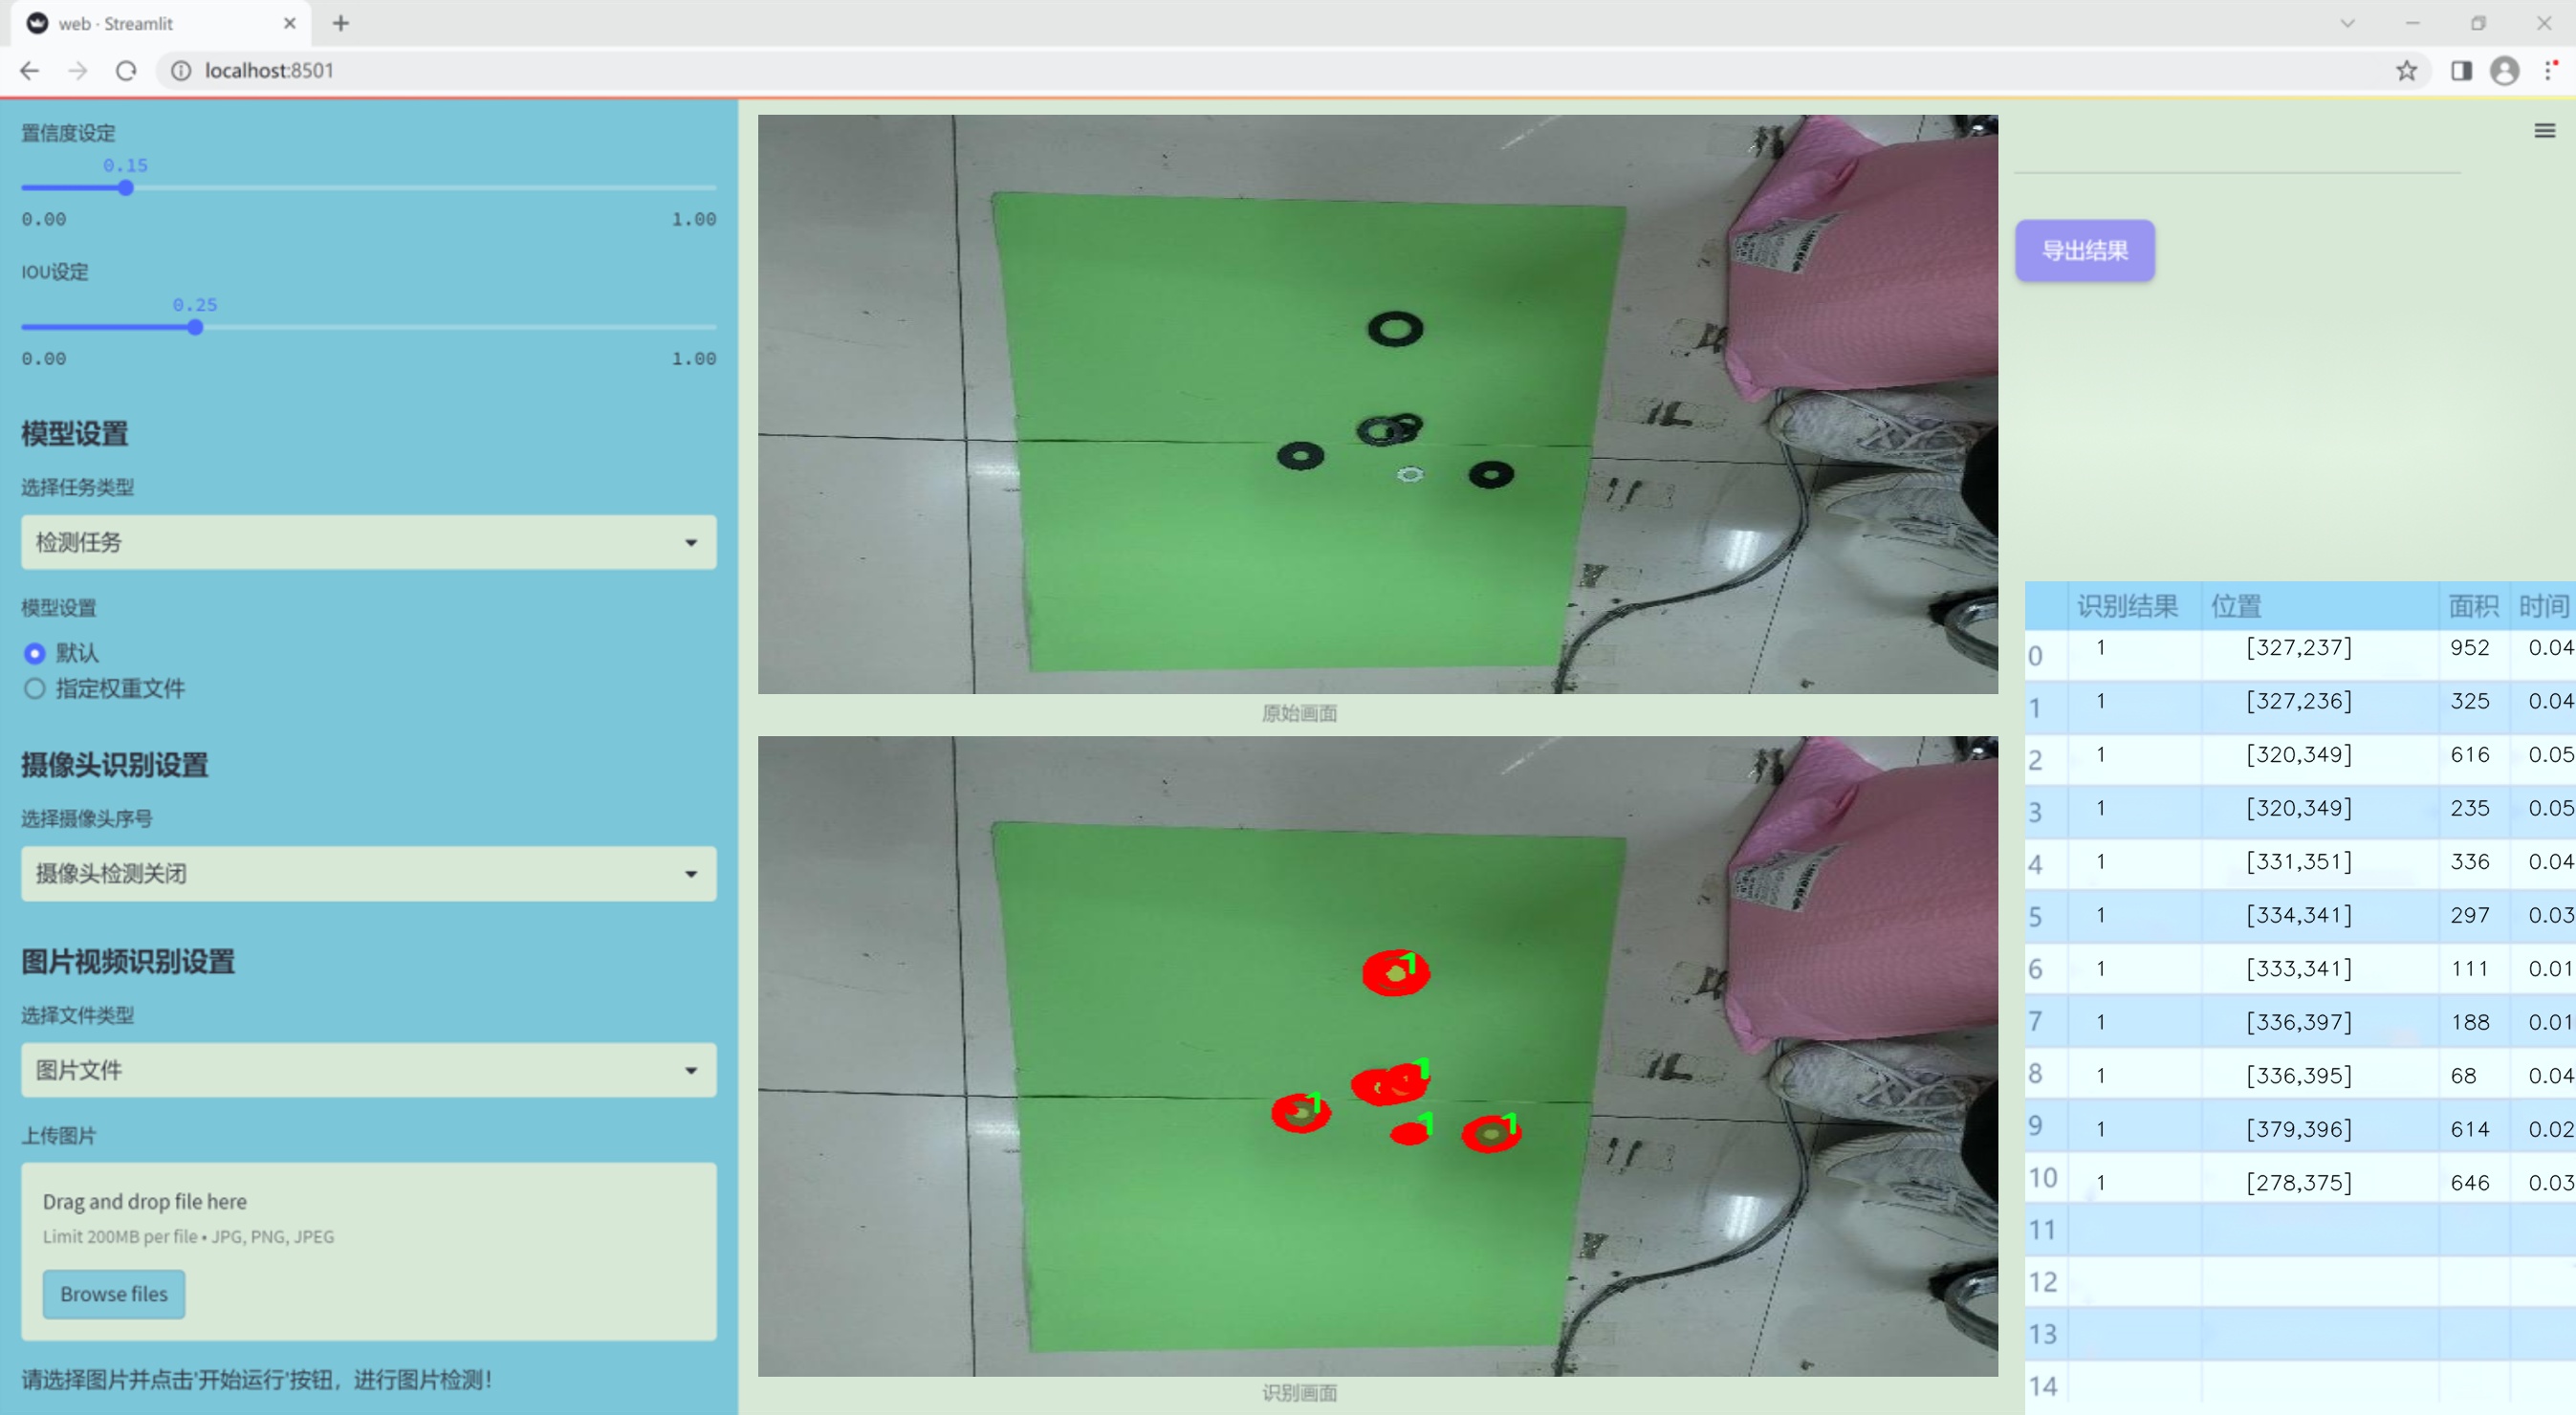 web · Streamlit
localhost:8501
置信度设定
0.15
0.00 1.00
IOU设定
0.25
0.00 1.00
模型设置
选择任务类型
检测任务
模型设置
默认
指定权重文件
摄像头识别设置
选择摄像头序号
摄像头检测关闭
图片视频识别设置
选择文件类型
图片文件
上传图片
Drag and drop file here
Limit 200MB per file • JPG, PNG, JPEG
Browse files
请选择图片并点击'开始运行'按钮，进行图片检测！
原始画面
1
1
1
1
1
识别画面
导出结果
识别结果 位置 面积 时间
0 1 [327,237] 952 0.04
1 1 [327,236] 325 0.04
2 1 [320,349] 616 0.05
3 1 [320,349] 235 0.05
4 1 [331,351] 336 0.04
5 1 [334,341] 297 0.03
6 1 [333,341] 111 0.01
7 1 [336,397] 188 0.01
8 1 [336,395] 68 0.04
9 1 [379,396] 614 0.02
10 1 [278,375] 646 0.03
11
12
13
14